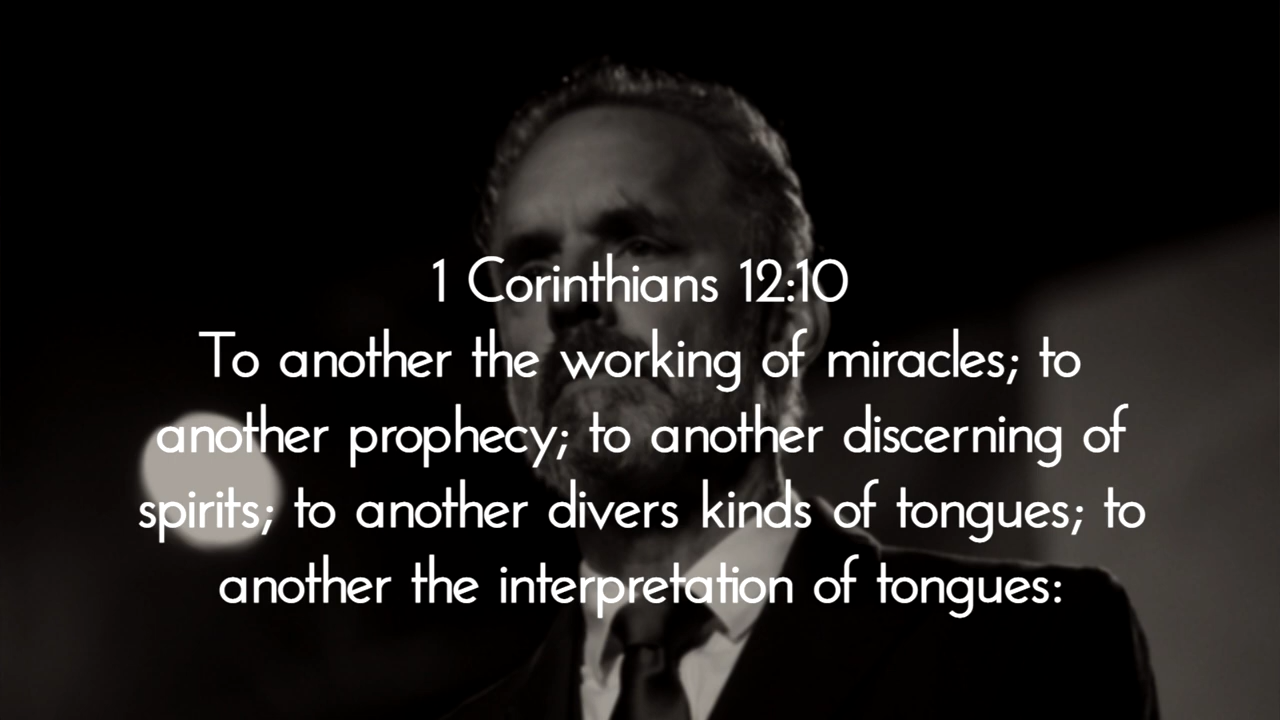 1 Corinthians 12:10
To another the working of miracles; to
another prophecy; to another discerning of
spirits; to another divers kinds of tongues; to
another the interpretation of tongues: